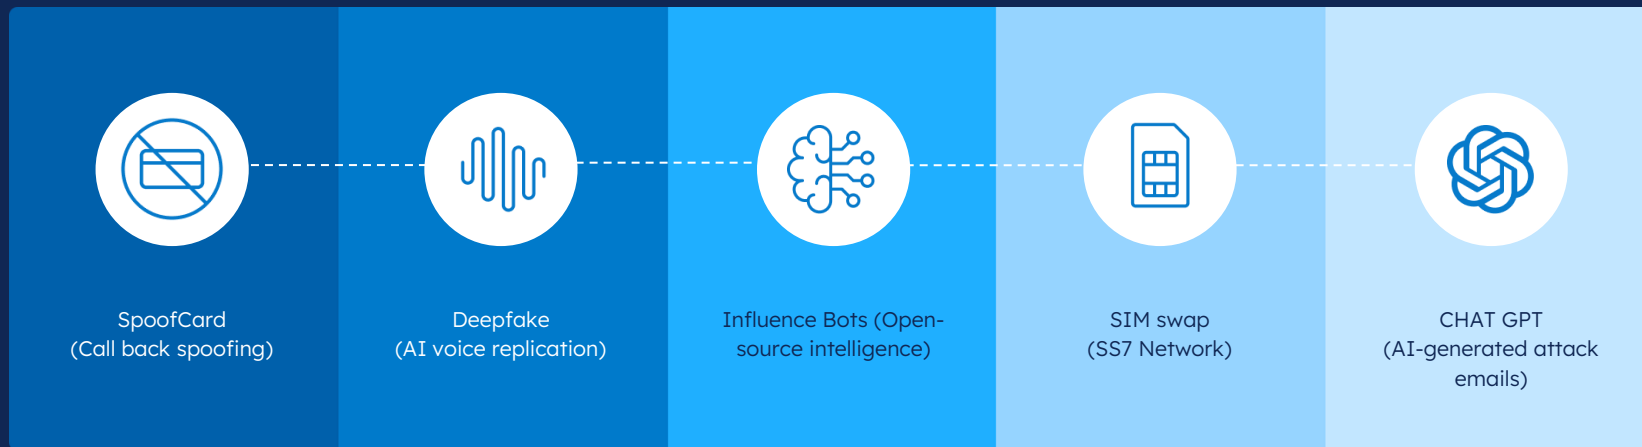 SpoofCard
(Call back spoofing)
Deepfake
(AI voice replication)
Influence Bots (Open-
source intelligence)
SIM swap
(SS7 Network)
CHAT GPT
(AI-generated attack
emails)